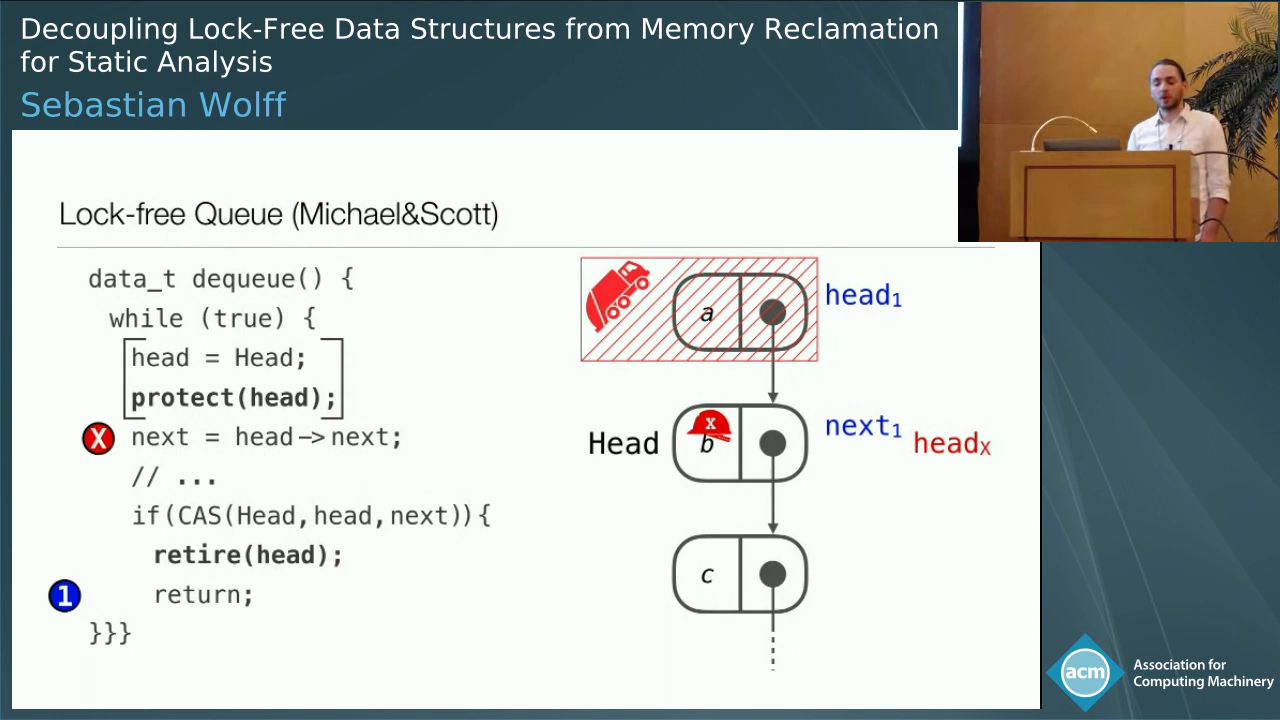 Decoupling Lock-Free Data Structures from Memory Reclamation
for Static Analysis
Sebastian Wolff
Lock-free Queue (Michael&Scott)
data_t dequeue() {
while (true) {
head = Head;
protect(head);
X next = head->next;
// ...
if(CAS(Head,head,next)){
retire(head);
1 return;
}}}
a head₁
X
b next₁ headₓ
Head
c
acm Association for
Computing Machinery